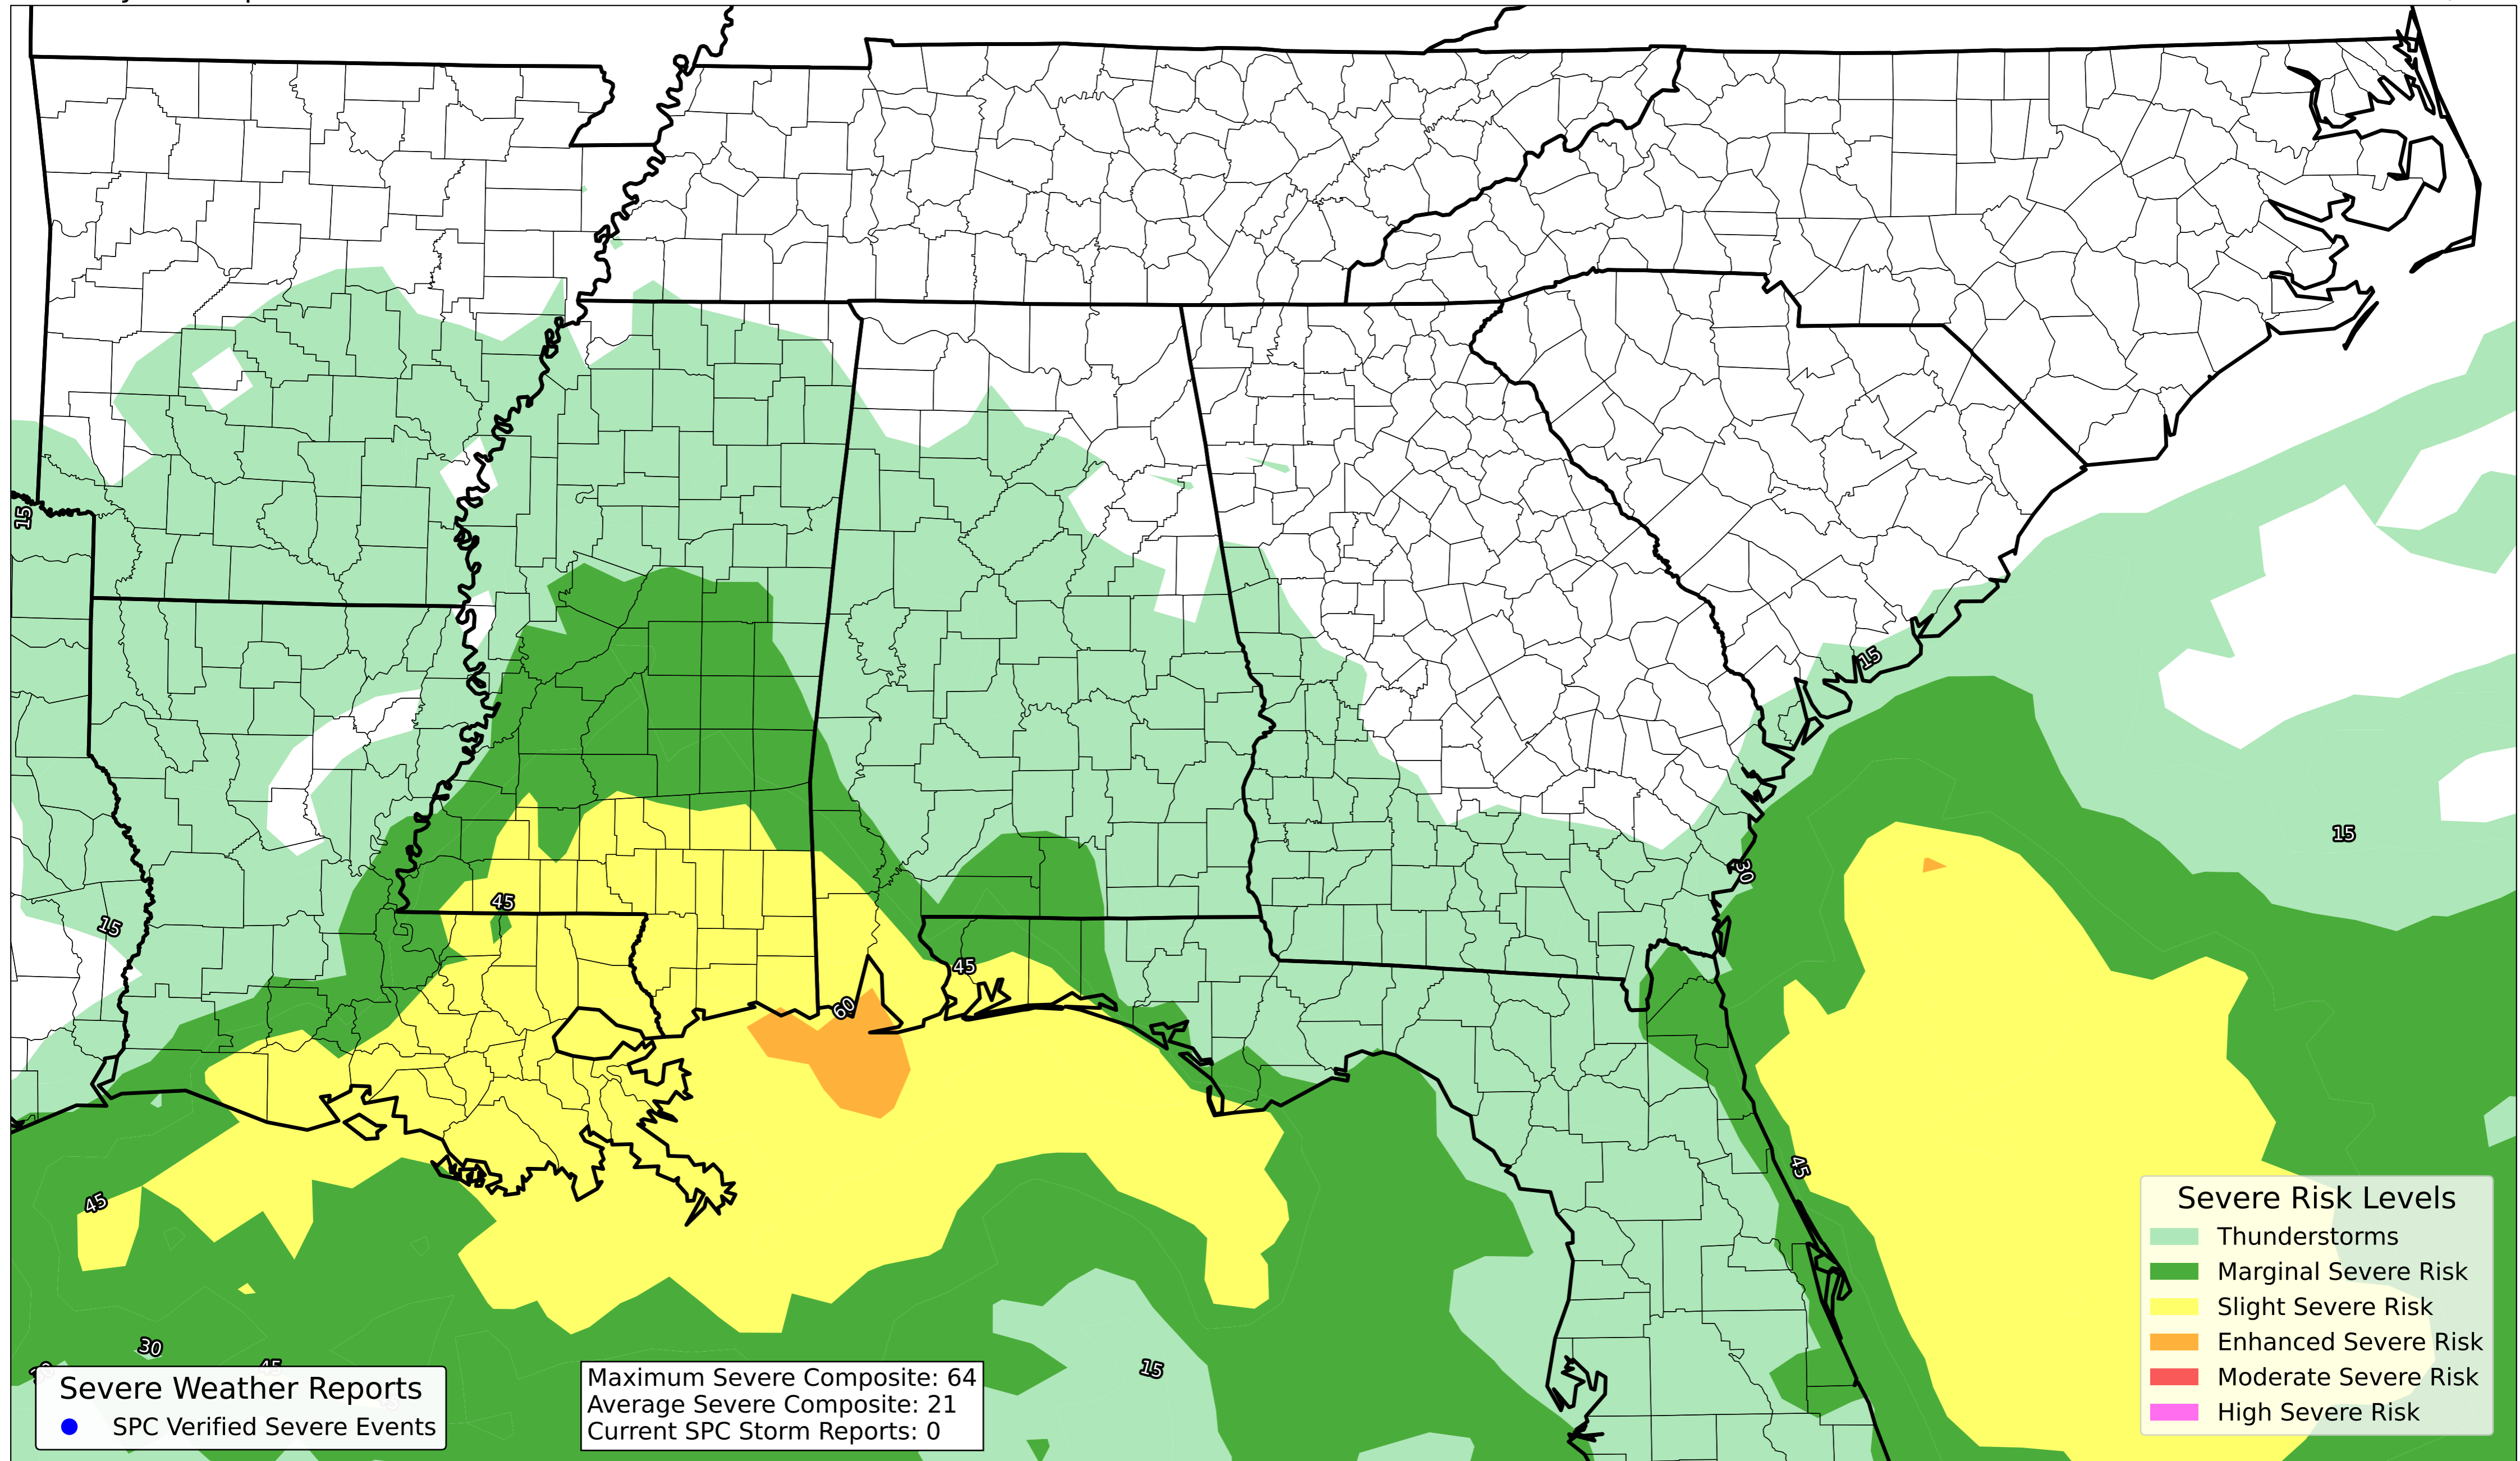 15
15
15
30
15
45
45
60
45
45
30
15
45
Severe Risk Levels
Thunderstorms
Marginal Severe Risk
Slight Severe Risk
Enhanced Severe Risk
Moderate Severe Risk
High Severe Risk
Severe Weather Reports
SPC Verified Severe Events
Maximum Severe Composite: 64
Average Severe Composite: 21
Current SPC Storm Reports: 0